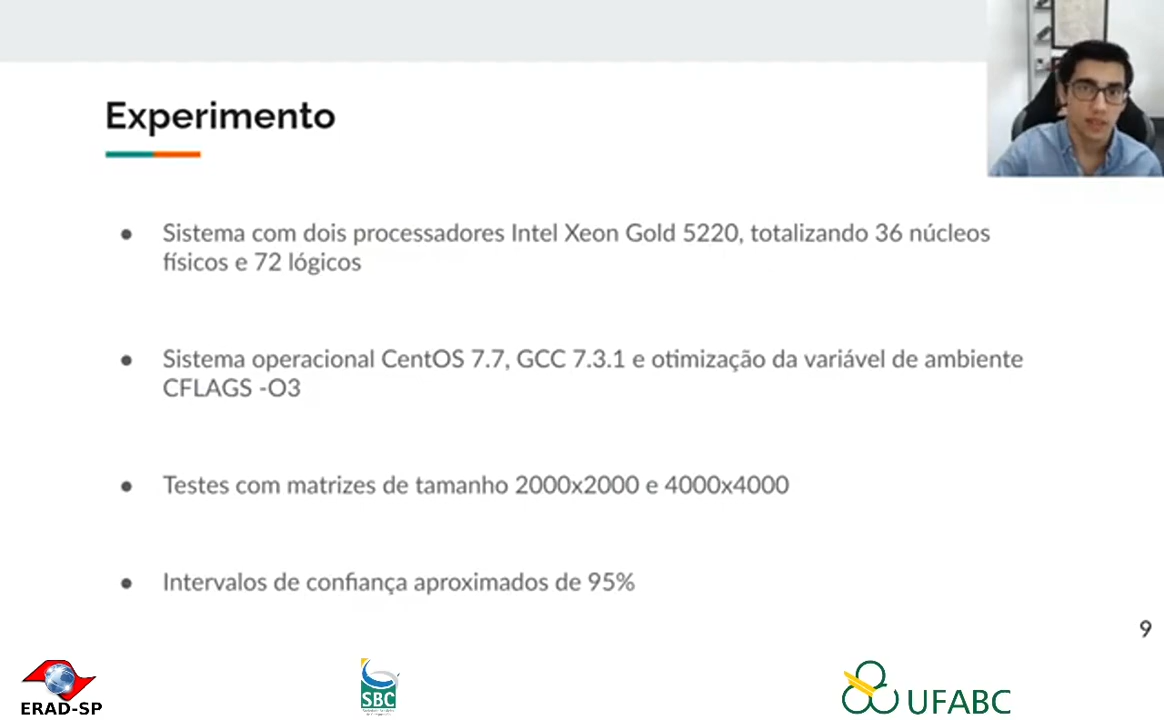 Experimento
● Sistema com dois processadores Intel Xeon Gold 5220, totalizando 36 núcleos
físicos e 72 lógicos
● Sistema operacional CentOS 7.7, GCC 7.3.1 e otimização da variável de ambiente
CFLAGS -O3
● Testes com matrizes de tamanho 2000x2000 e 4000x4000
● Intervalos de confiança aproximados de 95%
9
ERAD-SP
SBC
UFABC